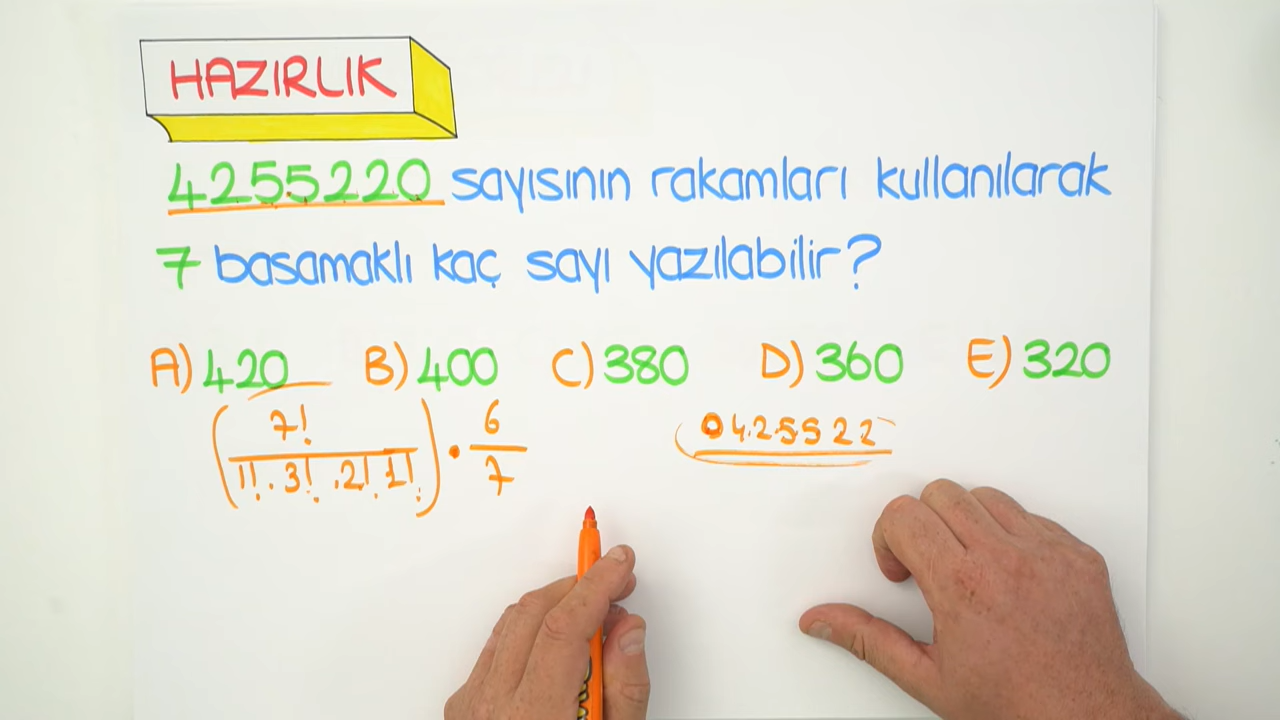 HAZIRLIK
4255220 sayısının rakamları kullanılarak
7 basamaklı kaç sayı yazılabilir?
A) 420 B) 400 C) 380 D) 360 E) 320
(7! / 1! . 3! . 2! 1!) • 6/7
0425522